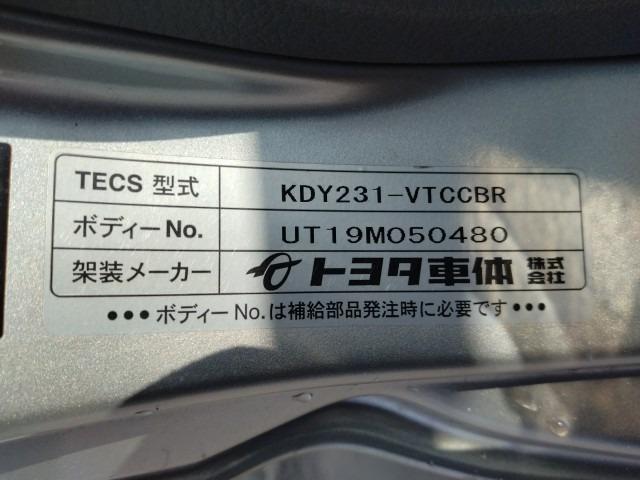 TECS 型式 KDY231-VTCCBR
ボディーNo. UT19M050480
架装メーカー トヨタ車体 株式会社
●●●ボディーNo.は補給部品発注時に必要です●●●